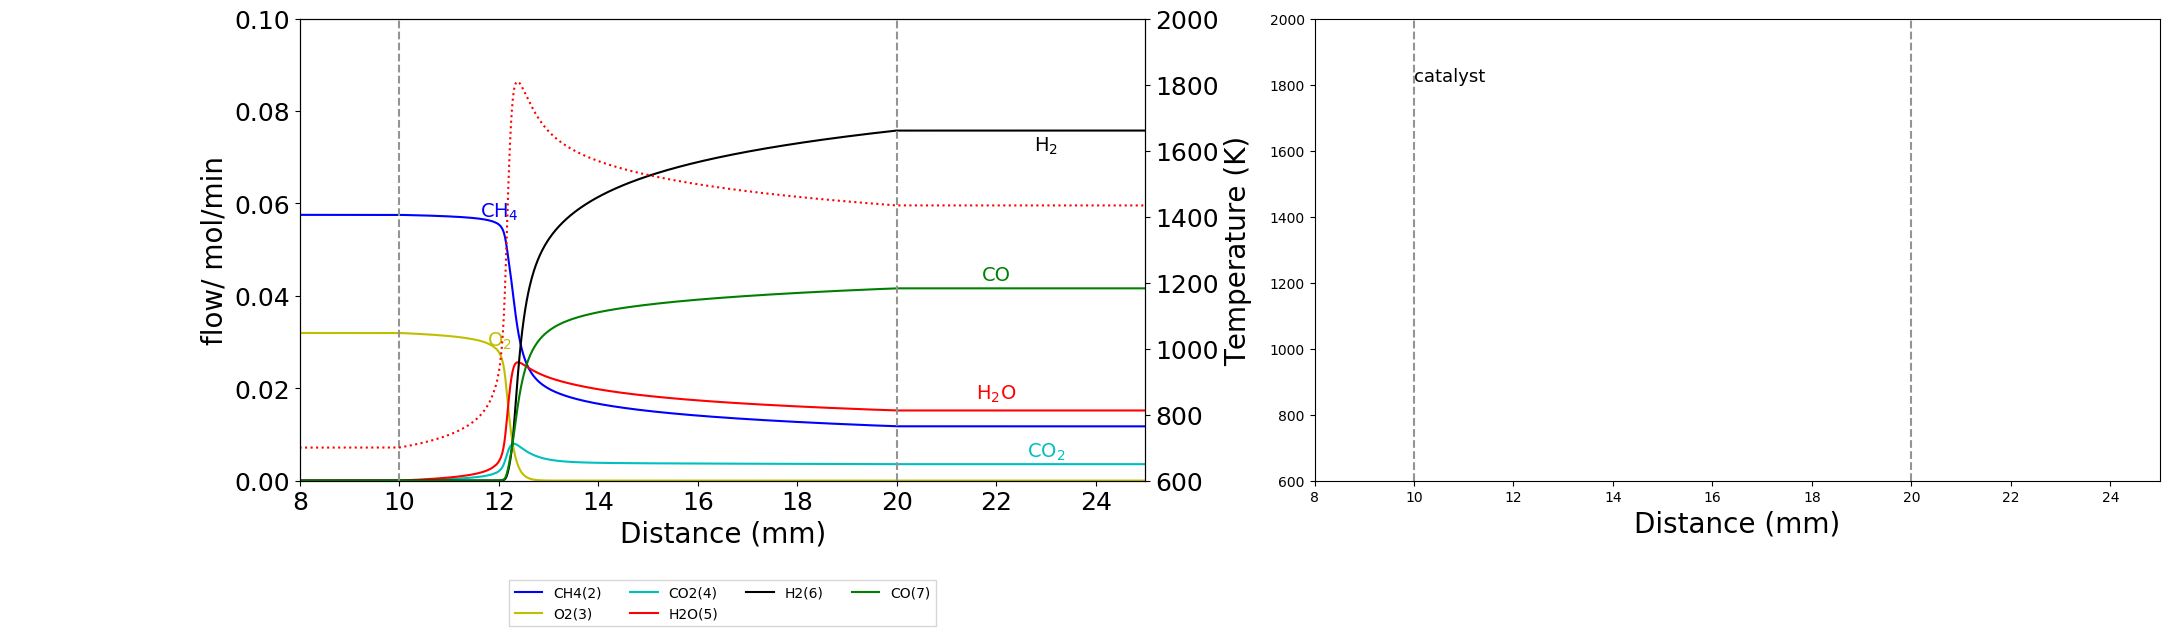 0.10
0.08
0.06
0.04
0.02
0.00
flow/ mol/min
CH₄
O₂
H₂
CO
H₂O
CO₂
2000
1800
1600
1400
1200
1000
800
600
Temperature (K)
8 10 12 14 16 18 20 22 24
Distance (mm)
CH4(2) CO2(4) H2(6) CO(7)
O2(3) H2O(5)
2000
1800
1600
1400
1200
1000
800
600
catalyst
8 10 12 14 16 18 20 22 24
Distance (mm)